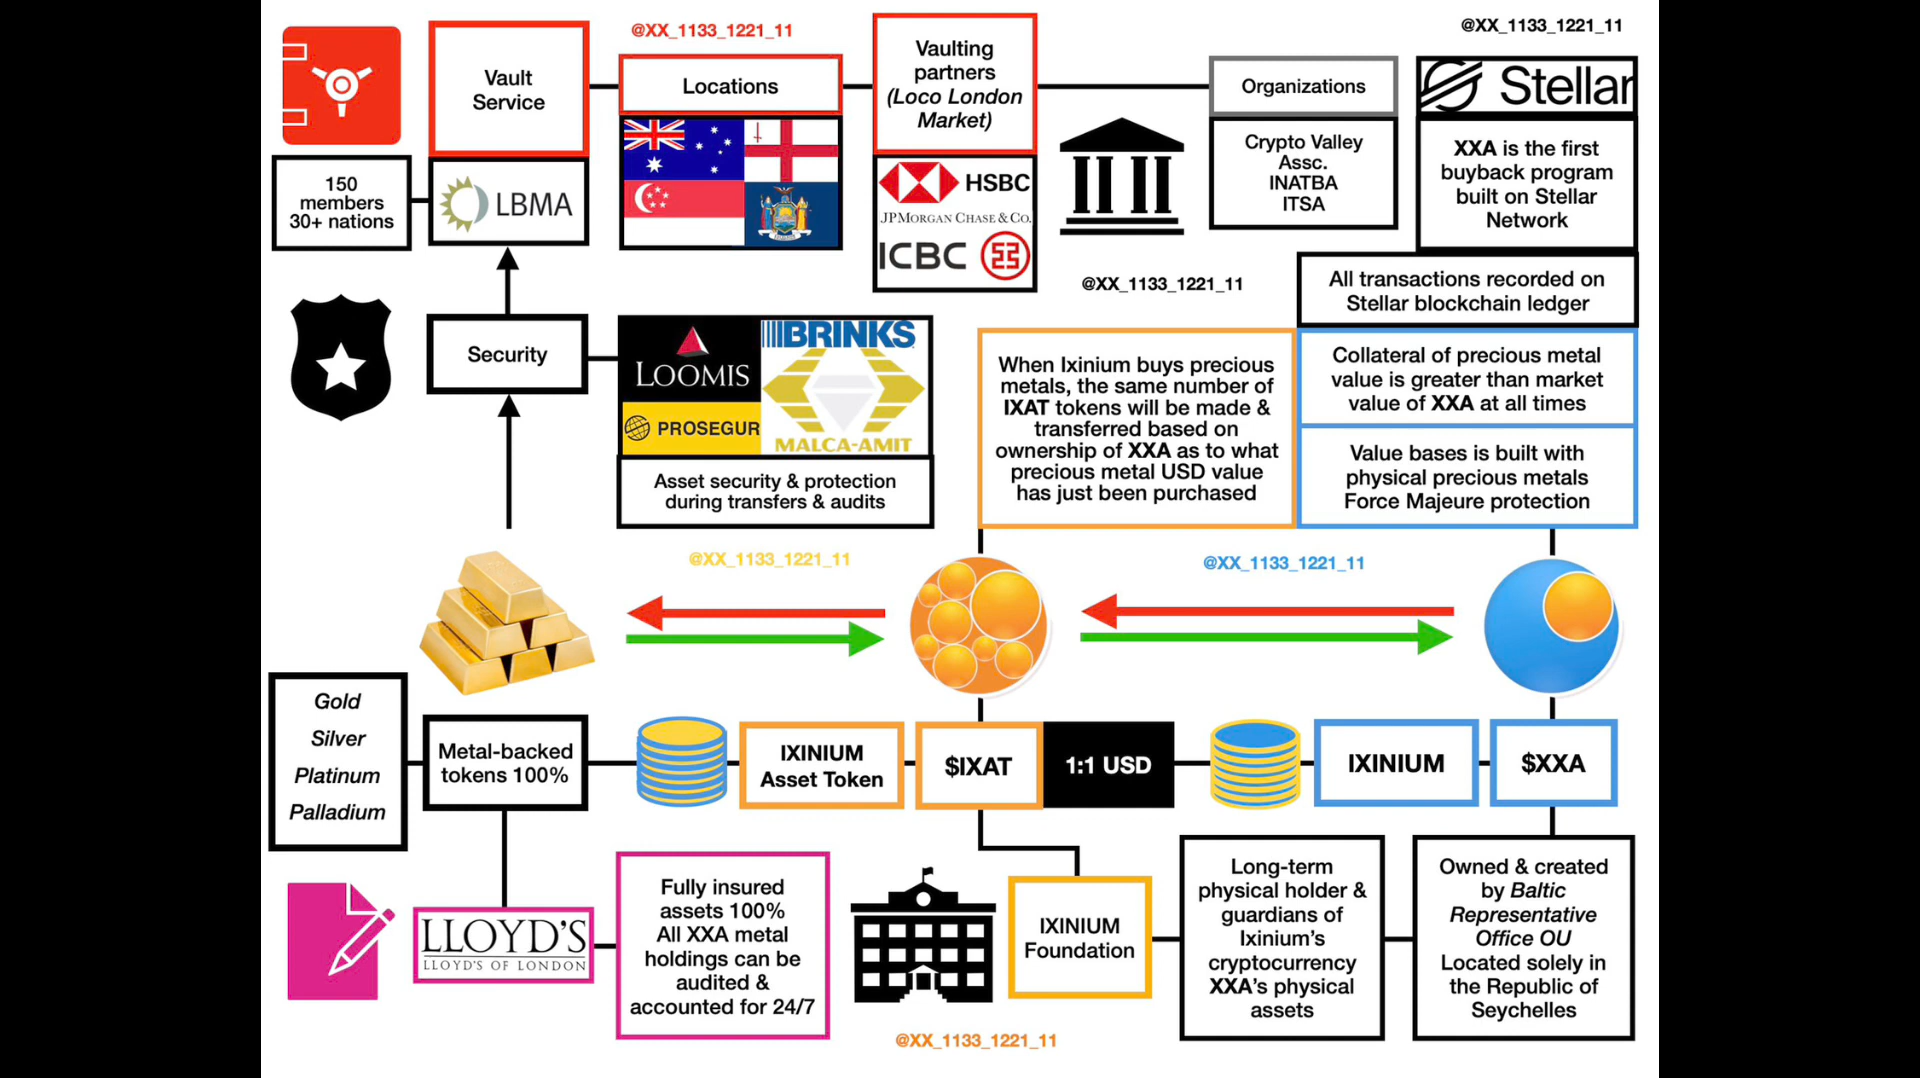 @XX_1133_1221_11
@XX_1133_1221_11
Vault
Service
Locations
Vaulting
partners
(Loco London
Market)
Organizations
Stellar
150
members
30+ nations
LBMA
HSBC
JPMORGAN CHASE & CO.
ICBC
Crypto Valley
Assc.
INATBA
ITSA
XXA is the first
buyback program
built on Stellar
Network
@XX_1133_1221_11
All transactions recorded on
Stellar blockchain ledger
Security
LOOMIS
BRINKS
PROSEGUR
MALCA-AMIT
Asset security & protection
during transfers & audits
When Ixinium buys precious
metals, the same number of
IXAT tokens will be made &
transferred based on
ownership of XXA as to what
precious metal USD value
has just been purchased
Collateral of precious metal
value is greater than market
value of XXA at all times
Value bases is built with
physical precious metals
Force Majeure protection
@XX_1133_1221_11
@XX_1133_1221_11
Gold
Silver
Platinum
Palladium
Metal-backed
tokens 100%
IXINIUM
Asset Token
$IXAT
1:1 USD
IXINIUM
$XXA
LLOYD'S
LLOYD'S OF LONDON
Fully insured
assets 100%
All XXA metal
holdings can be
audited &
accounted for 24/7
IXINIUM
Foundation
Long-term
physical holder &
guardians of
Ixinium's
cryptocurrency
XXA's physical
assets
Owned & created
by Baltic
Representative
Office OU
Located solely in
the Republic of
Seychelles
@XX_1133_1221_11